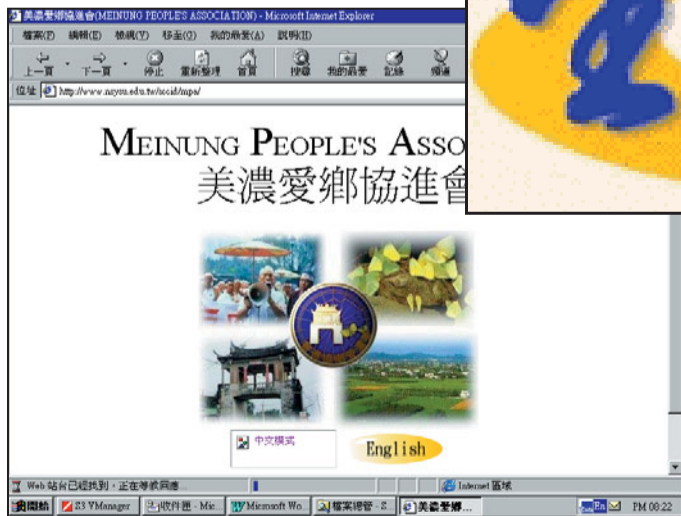 美濃愛鄉協進會(MEINUNG PEOPLE'S ASSOCIATION) - Microsoft Internet Explorer
檔案(F) 編輯(E) 檢視(V) 移至(G) 我的最愛(A) 說明(H)
上一頁 下一頁 停止 重新整理 首頁 搜尋 我的最愛 記錄 頻道
位址 http://www.nsysu.edu.tw/sccid/mpa/
MEINUNG PEOPLE'S ASSO
美濃愛鄉協進會
中文模式 English
Web 站台已經找到，正在等候回應 Internet 區域
開始 S3 VManager 收件匣 - Mic... Microsoft Wo... 檔案總管 - 美濃愛鄉... En PM 08:22